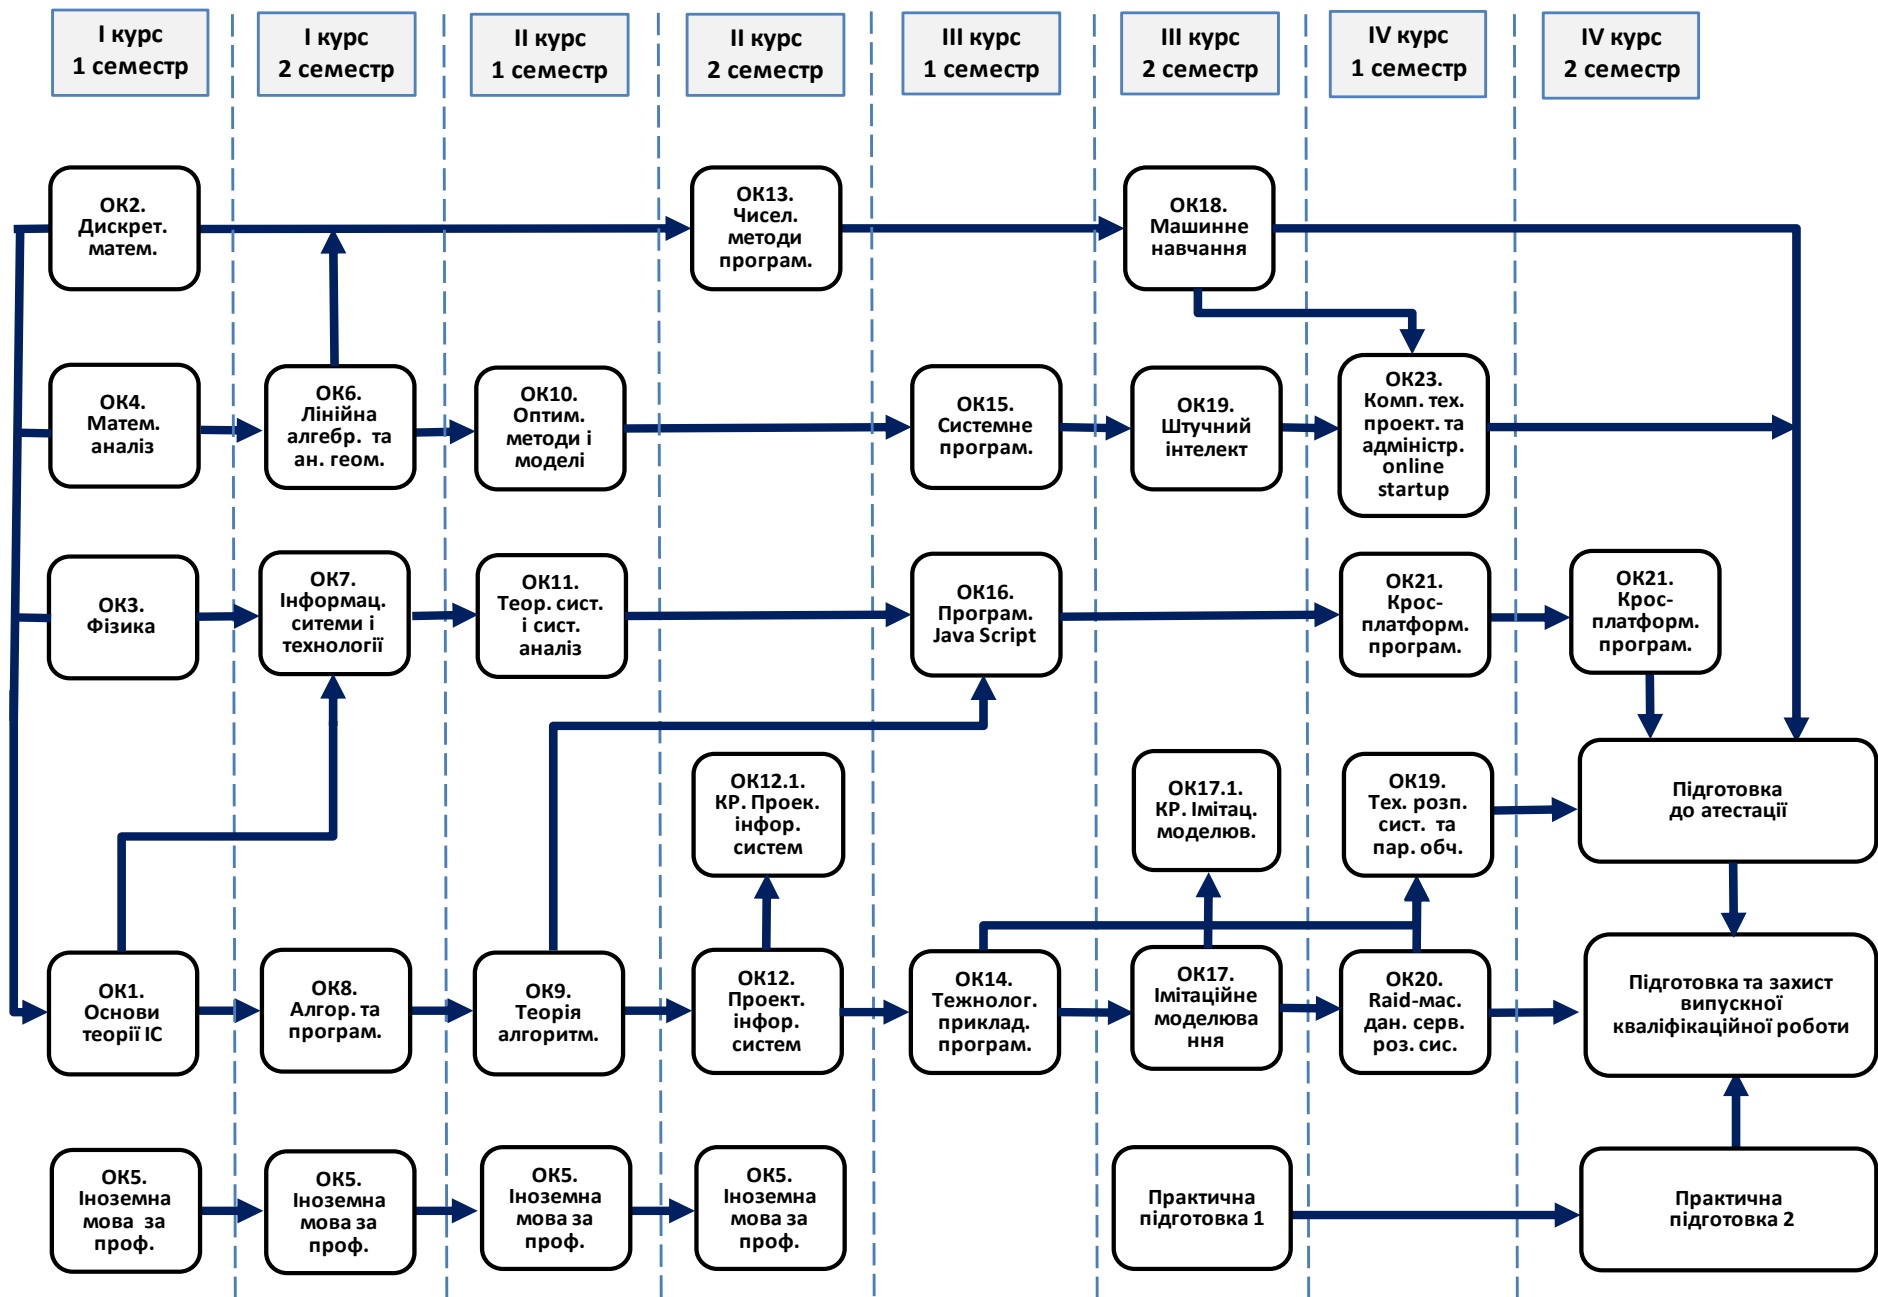 І курс
1 семестр
І курс
2 семестр
ІІ курс
1 семестр
ІІ курс
2 семестр
ІІІ курс
1 семестр
ІІІ курс
2 семестр
ІV курс
1 семестр
ІV курс
2 семестр
ОК2.
Дискрет.
матем.
ОК13.
Чисел.
методи
програм.
ОК18.
Машинне
навчання
ОК4.
Матем.
аналіз
ОК6.
Лінійна
алгебр. та
ан. геом.
ОК10.
Оптим.
методи і
моделі
ОК15.
Системне
програм.
ОК19.
Штучний
інтелект
ОК23.
Комп. тех.
проект. та
адміністр.
online
startup
ОК3.
Фізика
ОК7.
Інформац.
ситеми і
технології
ОК11.
Теор. сист.
і сист.
аналіз
ОК16.
Програм.
Java Script
ОК21.
Крос-
платформ.
програм.
ОК21.
Крос-
платформ.
програм.
ОК12.1.
КР. Проек.
інфор.
систем
ОК17.1.
КР. Імітац.
моделюв.
ОК19.
Тех. розп.
сист. та
пар. обч.
Підготовка
до атестації
ОК1.
Основи
теорії ІС
ОК8.
Алгор. та
програм.
ОК9.
Теорія
алгоритм.
ОК12.
Проект.
інфор.
систем
ОК14.
Тежнолог.
приклад.
програм.
ОК17.
Імітаційне
моделюва
ння
ОК20.
Raid-мас.
дан. серв.
роз. сис.
Підготовка та захист
випускної
кваліфікаційної роботи
ОК5.
Іноземна
мова за
проф.
ОК5.
Іноземна
мова за
проф.
ОК5.
Іноземна
мова за
проф.
ОК5.
Іноземна
мова за
проф.
Практична
підготовка 1
Практична
підготовка 2